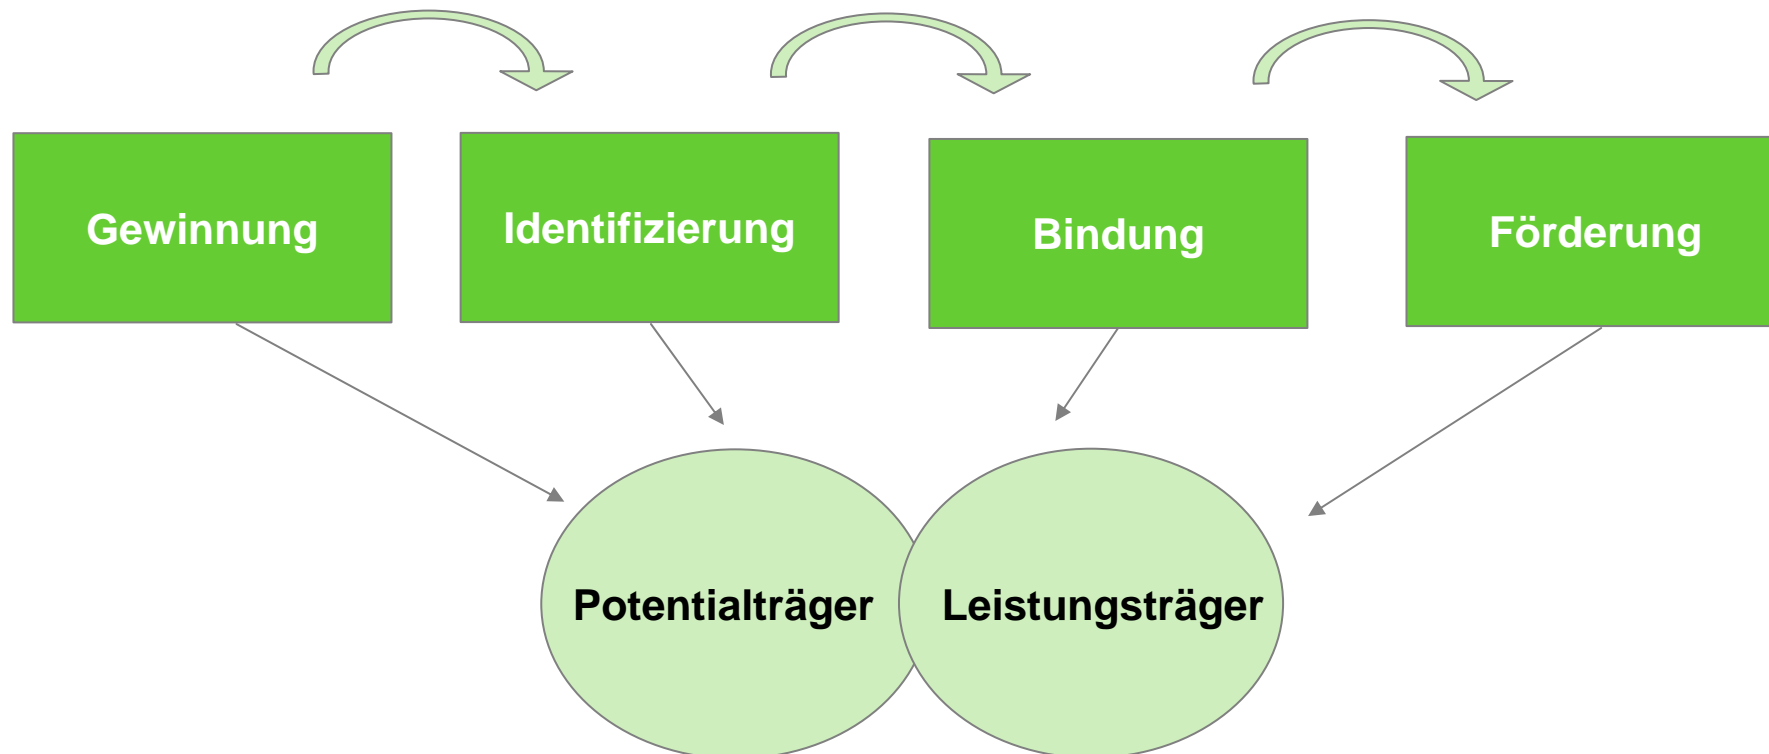 Gewinnung
Identifizierung
Bindung
Förderung
Potentialträger
Leistungsträger